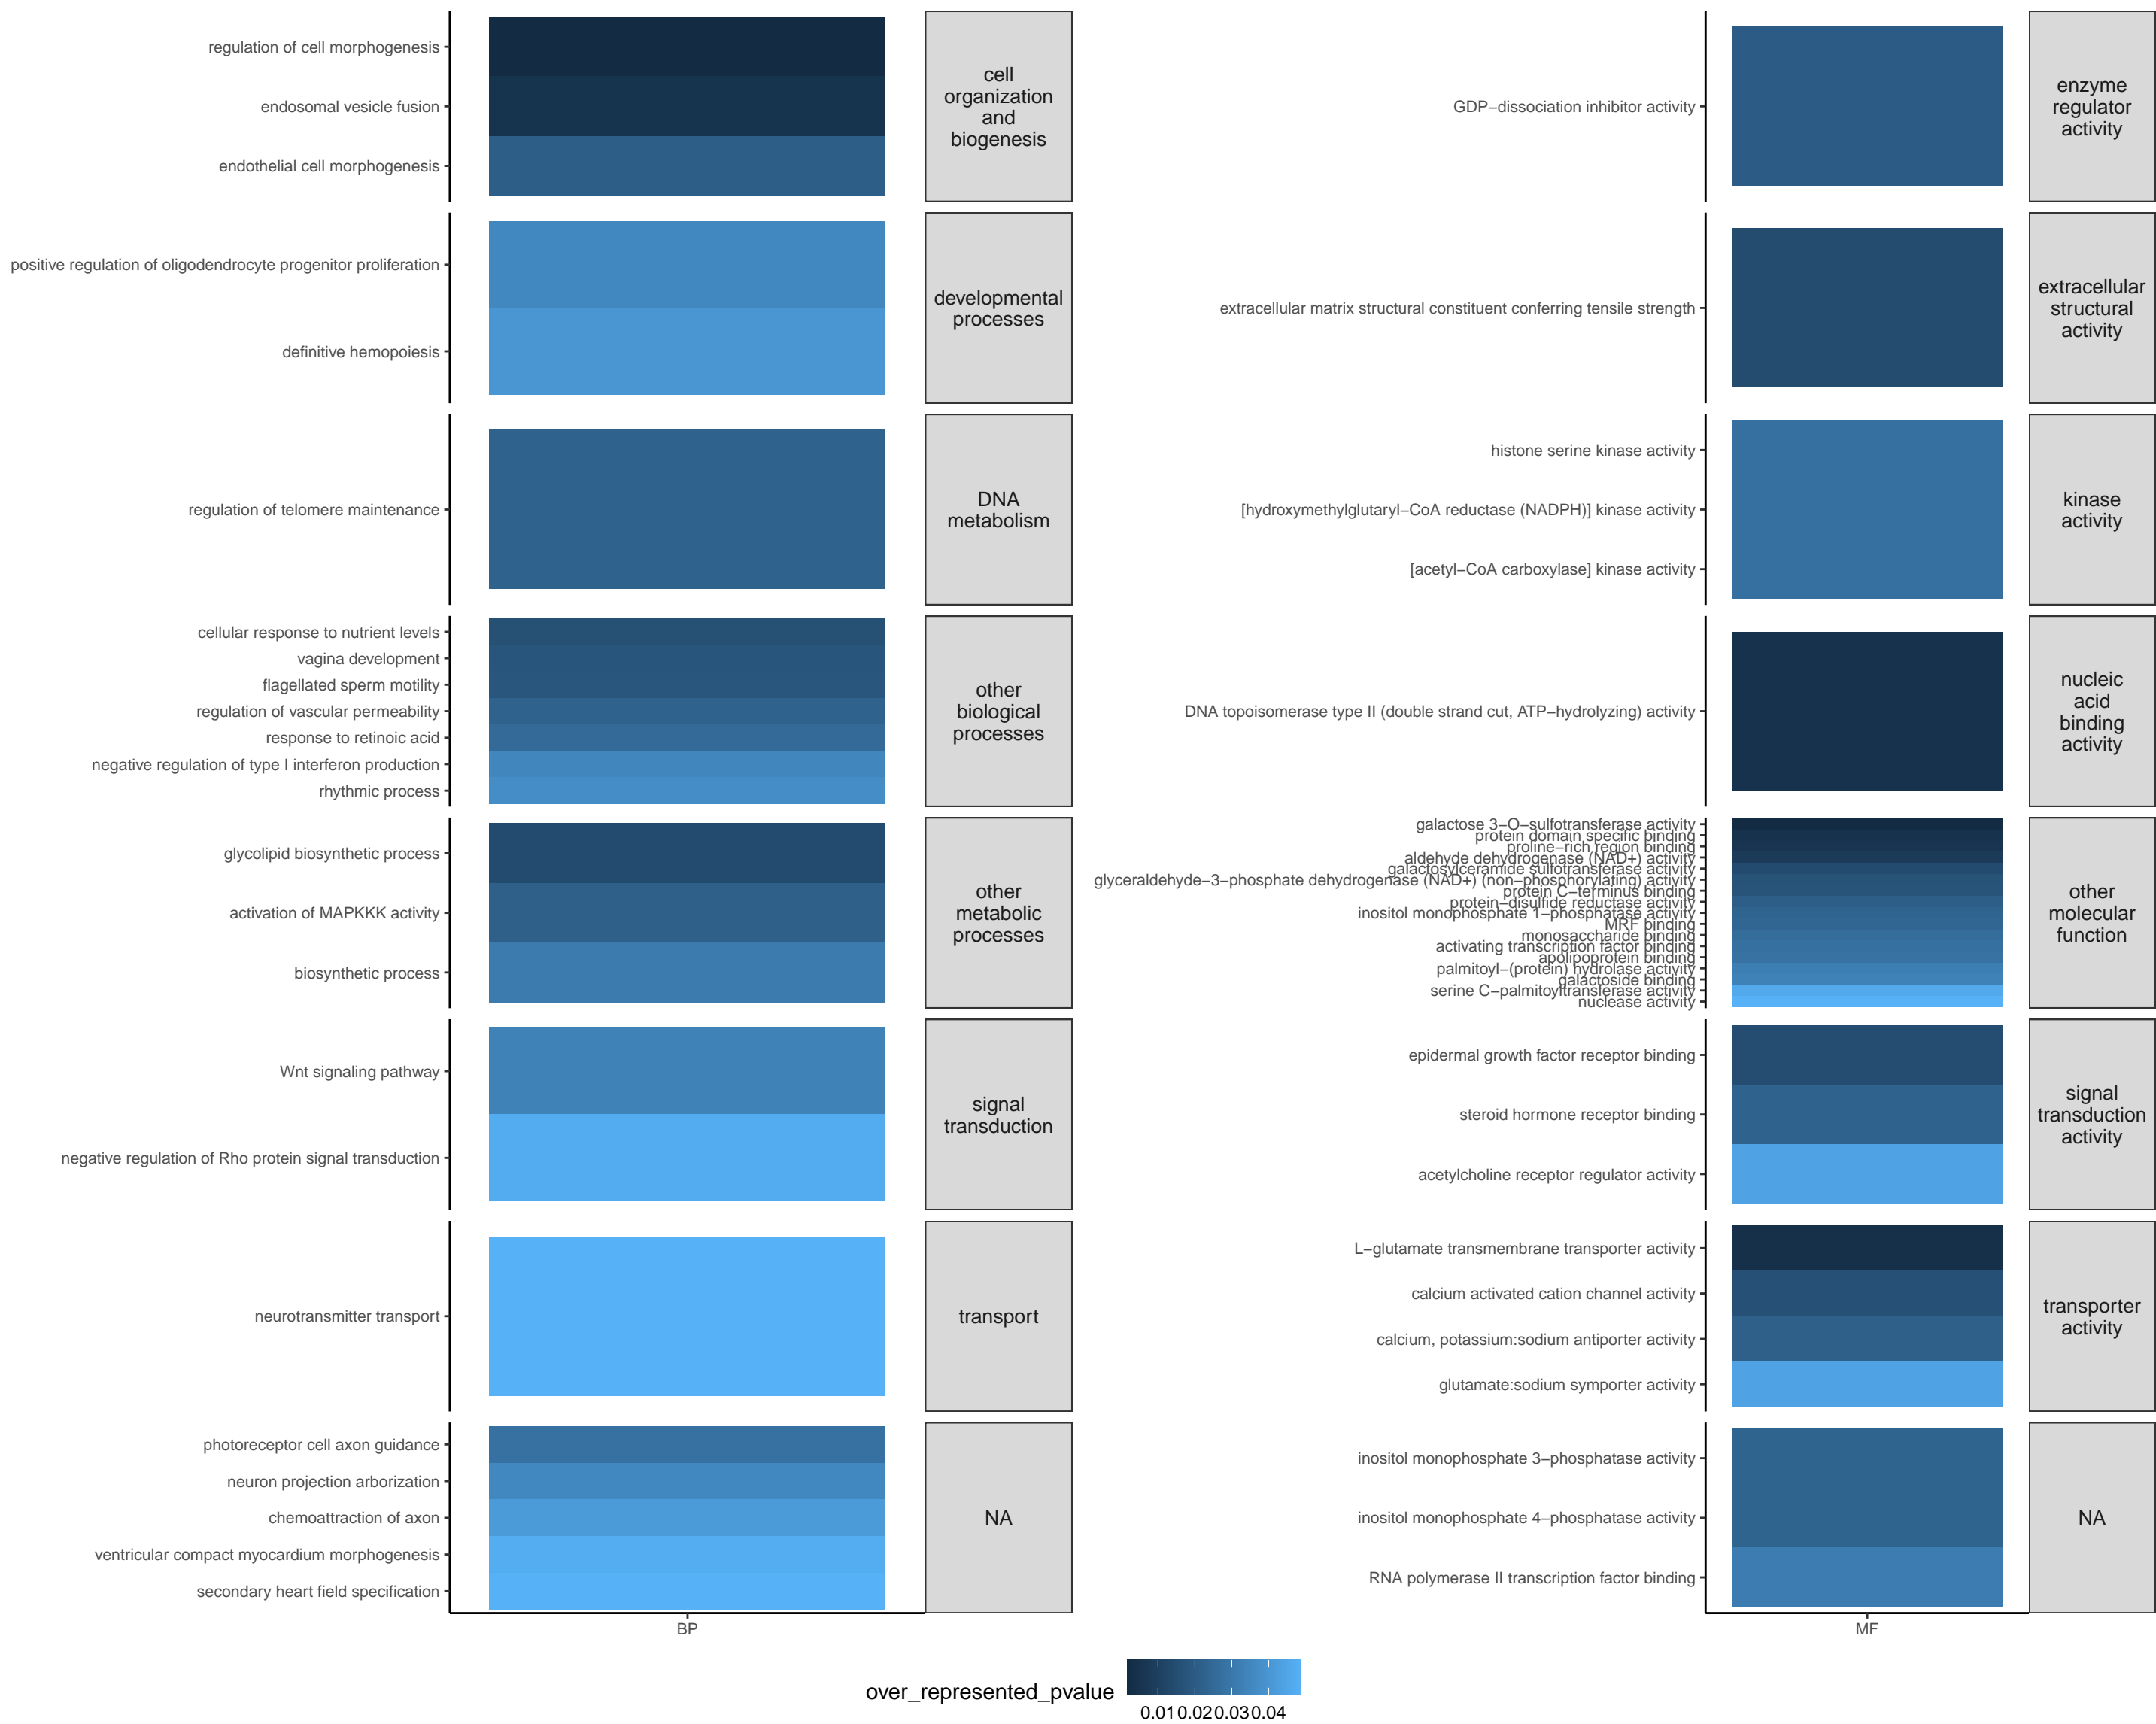 regulation of cell morphogenesis
endosomal vesicle fusion
endothelial cell morphogenesis
cell
organization
and
biogenesis
positive regulation of oligodendrocyte progenitor proliferation
definitive hemopoiesis
developmental
processes
regulation of telomere maintenance
DNA
metabolism
cellular response to nutrient levels
vagina development
flagellated sperm motility
regulation of vascular permeability
response to retinoic acid
negative regulation of type I interferon production
rhythmic process
other
biological
processes
glycolipid biosynthetic process
activation of MAPKKK activity
biosynthetic process
other
metabolic
processes
Wnt signaling pathway
negative regulation of Rho protein signal transduction
signal
transduction
neurotransmitter transport
transport
photoreceptor cell axon guidance
neuron projection arborization
chemoattraction of axon
ventricular compact myocardium morphogenesis
secondary heart field specification
NA
BP
GDP−dissociation inhibitor activity
enzyme
regulator
activity
extracellular matrix structural constituent conferring tensile strength
extracellular
structural
activity
histone serine kinase activity
[hydroxymethylglutaryl−CoA reductase (NADPH)] kinase activity
[acetyl−CoA carboxylase] kinase activity
kinase
activity
DNA topoisomerase type II (double strand cut, ATP−hydrolyzing) activity
nucleic
acid
binding
activity
galactose 3−O−sulfotransferase activity
protein domain specific binding
proline−rich region binding
aldehyde dehydrogenase (NAD+) activity
galactosylceramide sulfotransferase activity
glyceraldehyde−3−phosphate dehydrogenase (NAD+) (non−phosphorylating) activity
protein C−terminus binding
protein−disulfide reductase activity
inositol monophosphate 1−phosphatase activity
MRF binding
monosaccharide binding
activating transcription factor binding
apolipoprotein binding
palmitoyl−(protein) hydrolase activity
galactoside binding
serine C−palmitoyltransferase activity
nuclease activity
other
molecular
function
epidermal growth factor receptor binding
steroid hormone receptor binding
acetylcholine receptor regulator activity
signal
transduction
activity
L−glutamate transmembrane transporter activity
calcium activated cation channel activity
calcium, potassium:sodium antiporter activity
glutamate:sodium symporter activity
transporter
activity
inositol monophosphate 3−phosphatase activity
inositol monophosphate 4−phosphatase activity
RNA polymerase II transcription factor binding
NA
MF
over_represented_pvalue
0.01 0.02 0.03 0.04